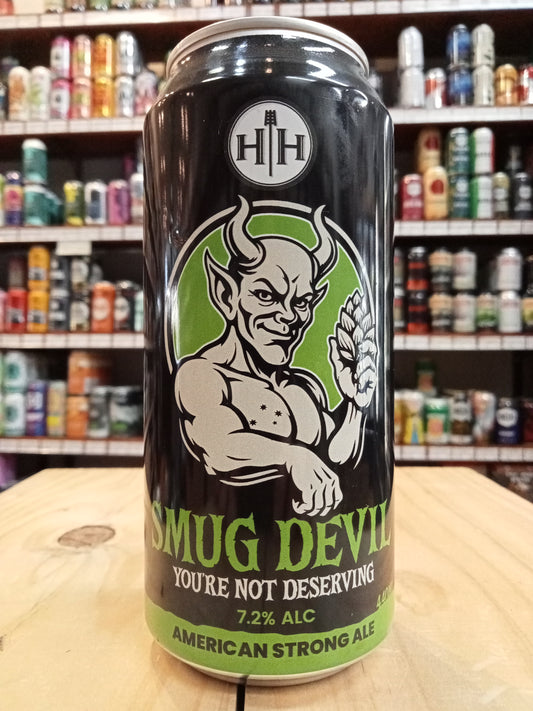 HH
SMUG DEVIL
YOU'RE NOT DESERVING
7.2% ALC
AMERICAN STRONG ALE